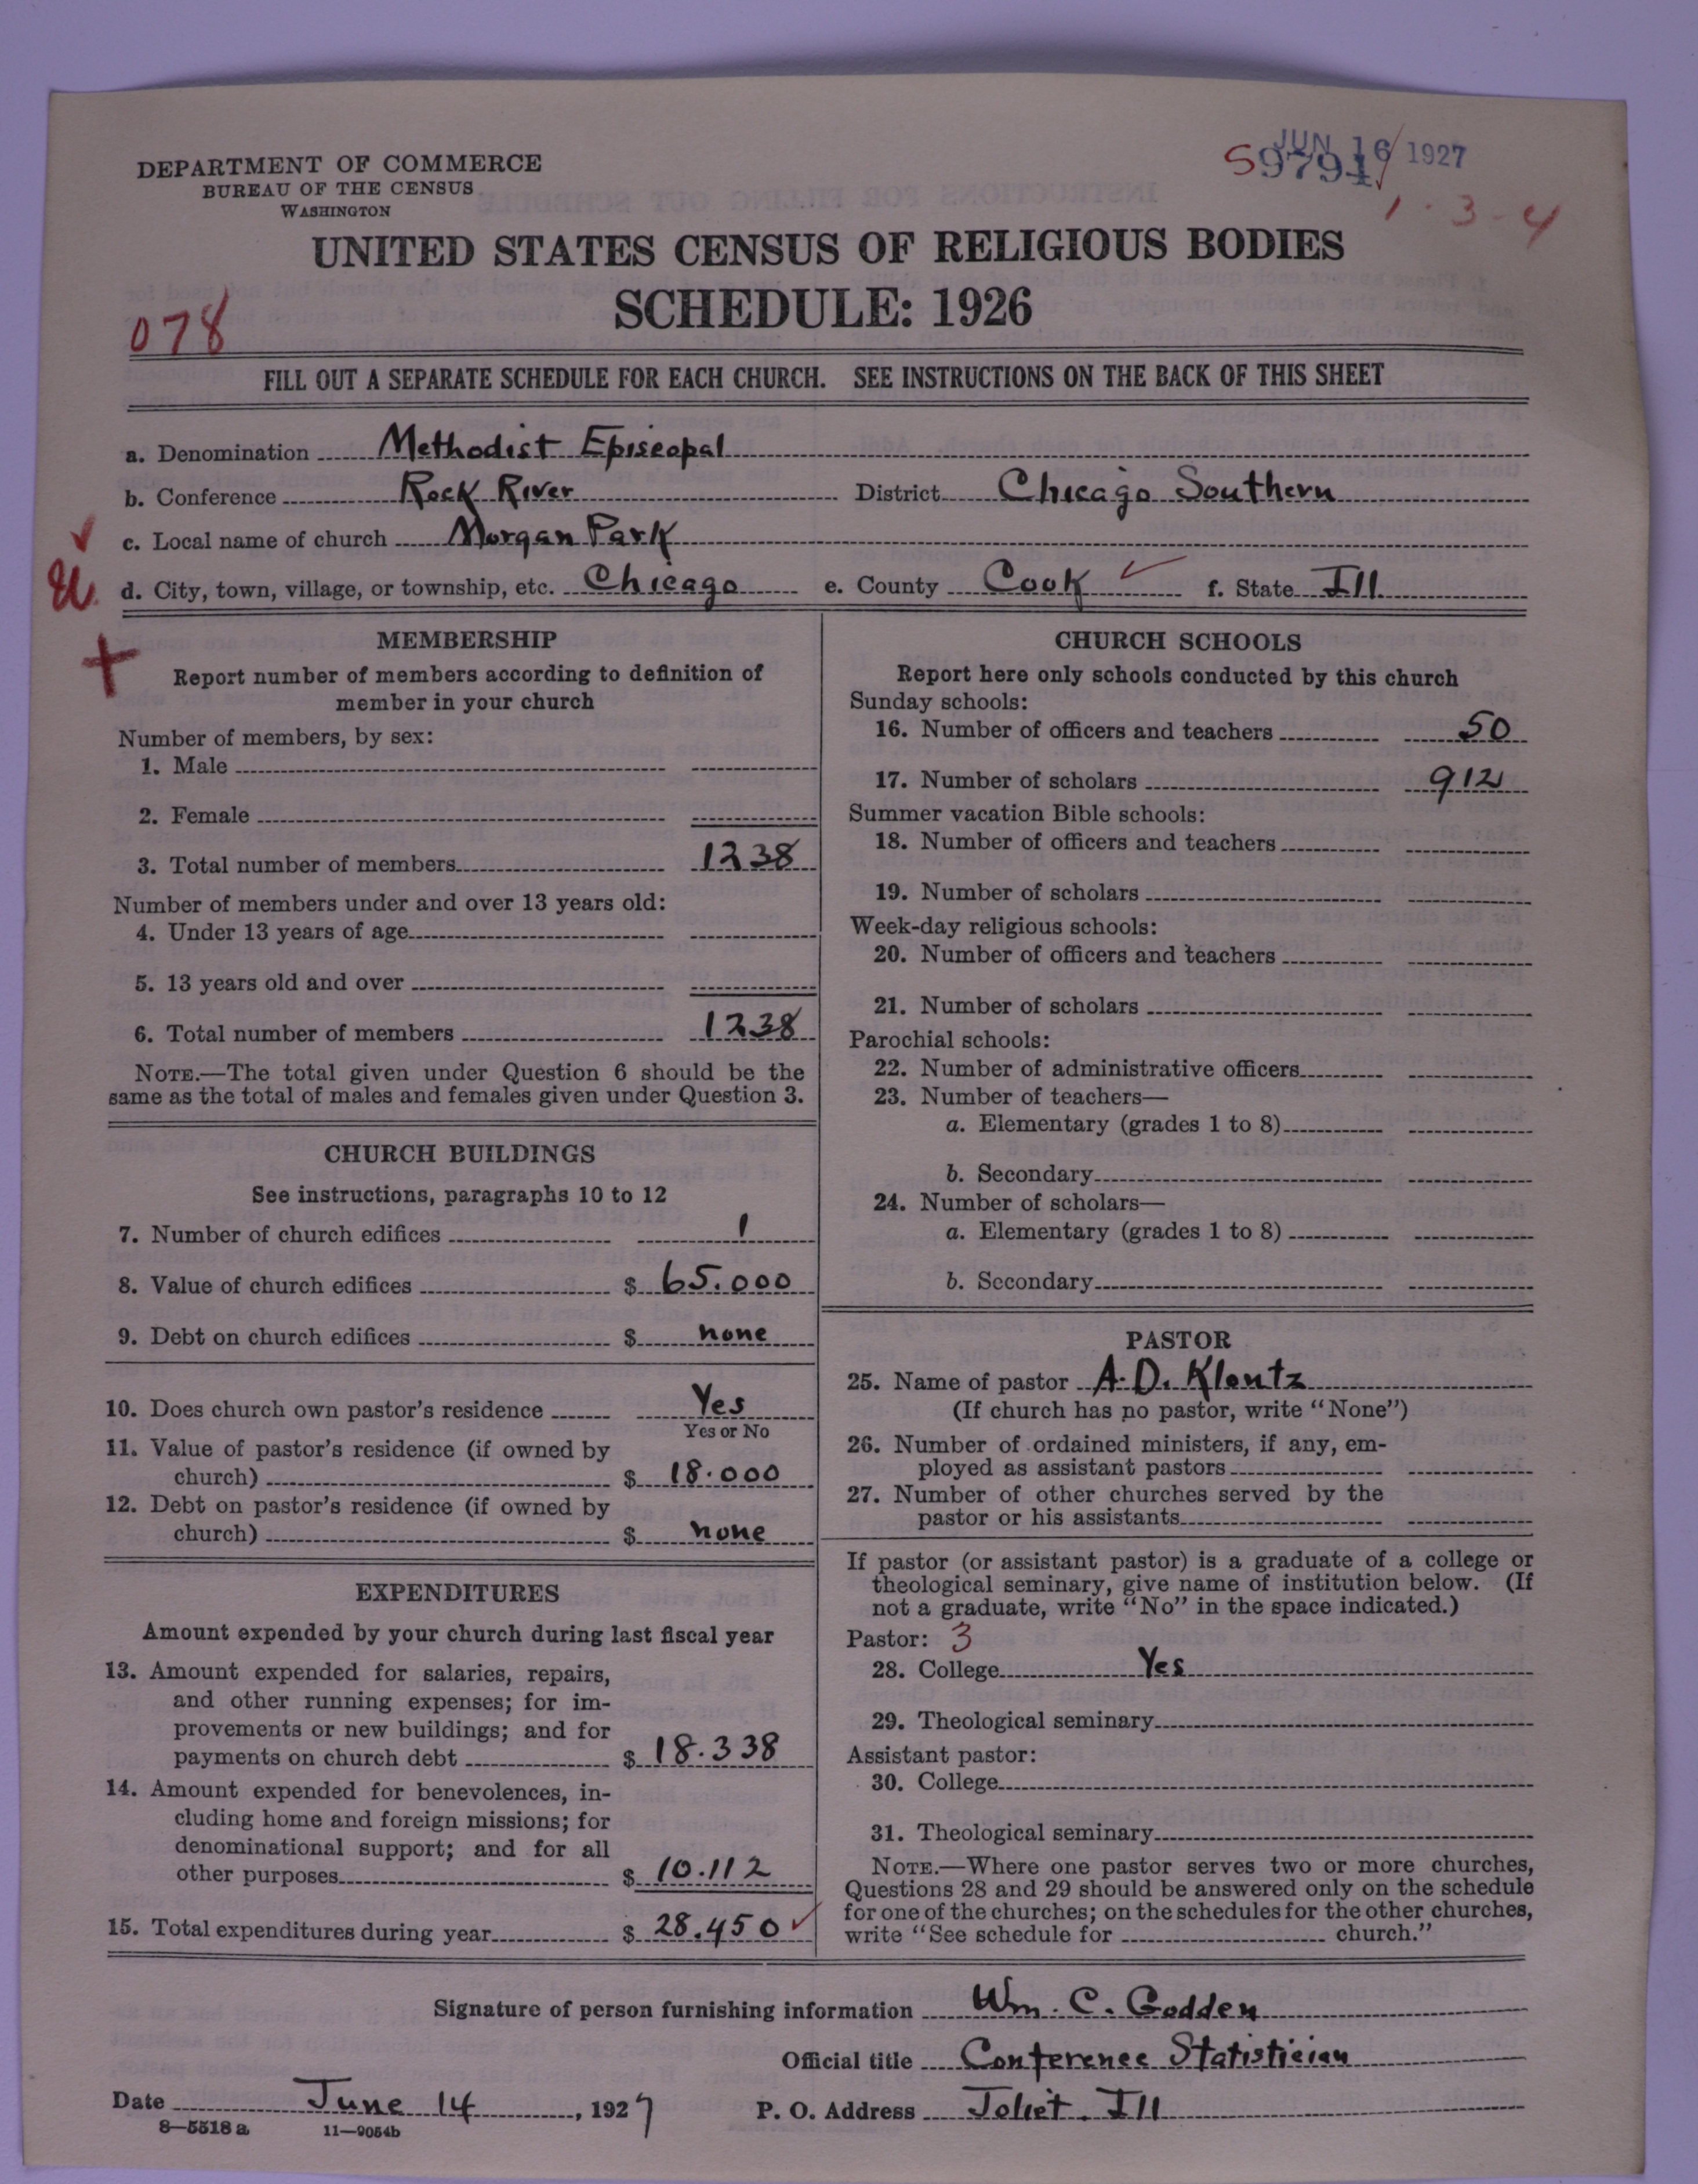 DEPARTMENT OF COMMERCE
BUREAU OF THE CENSUS
WASHINGTON
JUN 16 1927
S9794
1-3-4
UNITED STATES CENSUS OF RELIGIOUS BODIES
SCHEDULE: 1926
078
FILL OUT A SEPARATE SCHEDULE FOR EACH CHURCH. SEE INSTRUCTIONS ON THE BACK OF THIS SHEET
a. Denomination Methodist Episcopal
b. Conference Rock River District Chicago Southern
c. Local name of church Morgan Park
d. City, town, village, or township, etc. Chicago e. County Cook f. State Ill
MEMBERSHIP
Report number of members according to definition of
member in your church
Number of members, by sex:
1. Male
2. Female
3. Total number of members 1238
Number of members under and over 13 years old:
4. Under 13 years of age
5. 13 years old and over
6. Total number of members 1238
NOTE.—The total given under Question 6 should be the
same as the total of males and females given under Question 3.
CHURCH BUILDINGS
See instructions, paragraphs 10 to 12
7. Number of church edifices 1
8. Value of church edifices $ 65.000
9. Debt on church edifices $ none
10. Does church own pastor's residence Yes
Yes or No
11. Value of pastor's residence (if owned by
church) $ 18.000
12. Debt on pastor's residence (if owned by
church) $ none
EXPENDITURES
Amount expended by your church during last fiscal year
13. Amount expended for salaries, repairs,
and other running expenses; for im-
provements or new buildings; and for
payments on church debt $ 18.338
14. Amount expended for benevolences, in-
cluding home and foreign missions; for
denominational support; and for all
other purposes $ 10.112
15. Total expenditures during year $ 28.450
CHURCH SCHOOLS
Report here only schools conducted by this church
Sunday schools:
16. Number of officers and teachers 50
17. Number of scholars 912
Summer vacation Bible schools:
18. Number of officers and teachers
19. Number of scholars
Week-day religious schools:
20. Number of officers and teachers
21. Number of scholars
Parochial schools:
22. Number of administrative officers
23. Number of teachers—
a. Elementary (grades 1 to 8)
b. Secondary
24. Number of scholars—
a. Elementary (grades 1 to 8)
b. Secondary
PASTOR
25. Name of pastor A. D. Klontz
(If church has no pastor, write "None")
26. Number of ordained ministers, if any, em-
ployed as assistant pastors
27. Number of other churches served by the
pastor or his assistants
If pastor (or assistant pastor) is a graduate of a college or
theological seminary, give name of institution below. (If
not a graduate, write "No" in the space indicated.)
Pastor: 3
28. College Yes
29. Theological seminary
Assistant pastor:
30. College
31. Theological seminary
NOTE.—Where one pastor serves two or more churches,
Questions 28 and 29 should be answered only on the schedule
for one of the churches; on the schedules for the other churches,
write "See schedule for church."
Signature of person furnishing information Wm. C. Godden
Official title Conference Statistician
Date June 14, 1927 P. O. Address Joliet. Ill
8—5518 a 11—9054b